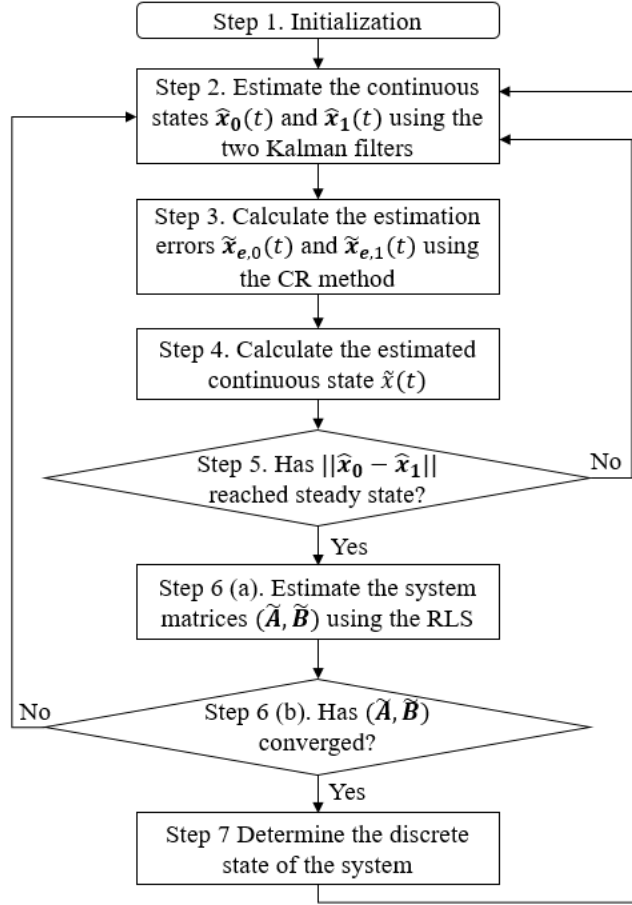 Step 1. Initialization
Step 2. Estimate the continuous
states x̂₀(t) and x̂₁(t) using the
two Kalman filters
Step 3. Calculate the estimation
errors x̃ₑ,₀(t) and x̃ₑ,₁(t) using
the CR method
Step 4. Calculate the estimated
continuous state x̃(t)
Step 5. Has ||x̂₀ − x̂₁||
reached steady state?
No
Yes
Step 6 (a). Estimate the system
matrices (Ã, B̃) using the RLS
No
Step 6 (b). Has (Ã, B̃)
converged?
Yes
Step 7 Determine the discrete
state of the system